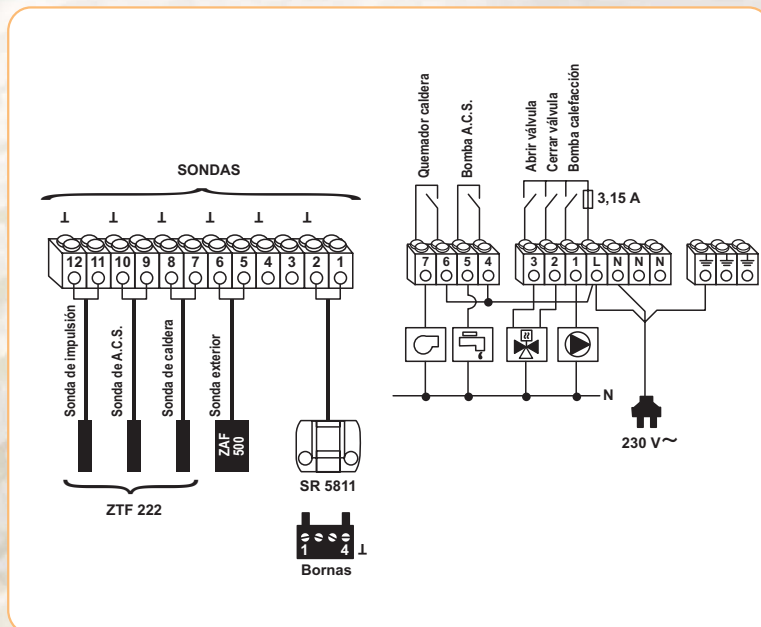 SONDAS
⊥ ⊥ ⊥ ⊥ ⊥ ⊥
12 11 10 9 8 7 6 5 4 3 2 1
Sonda de impulsión
Sonda de A.C.S.
Sonda de caldera
Sonda exterior
ZAF 500
ZTF 222
SR 5811
1 4 ⊥
Bornas
Quemador caldera
Bomba A.C.S.
Abrir válvula
Cerrar válvula
Bomba calefacción
3,15 A
7 6 5 4
3 2 1 L N N N
N
230 V~